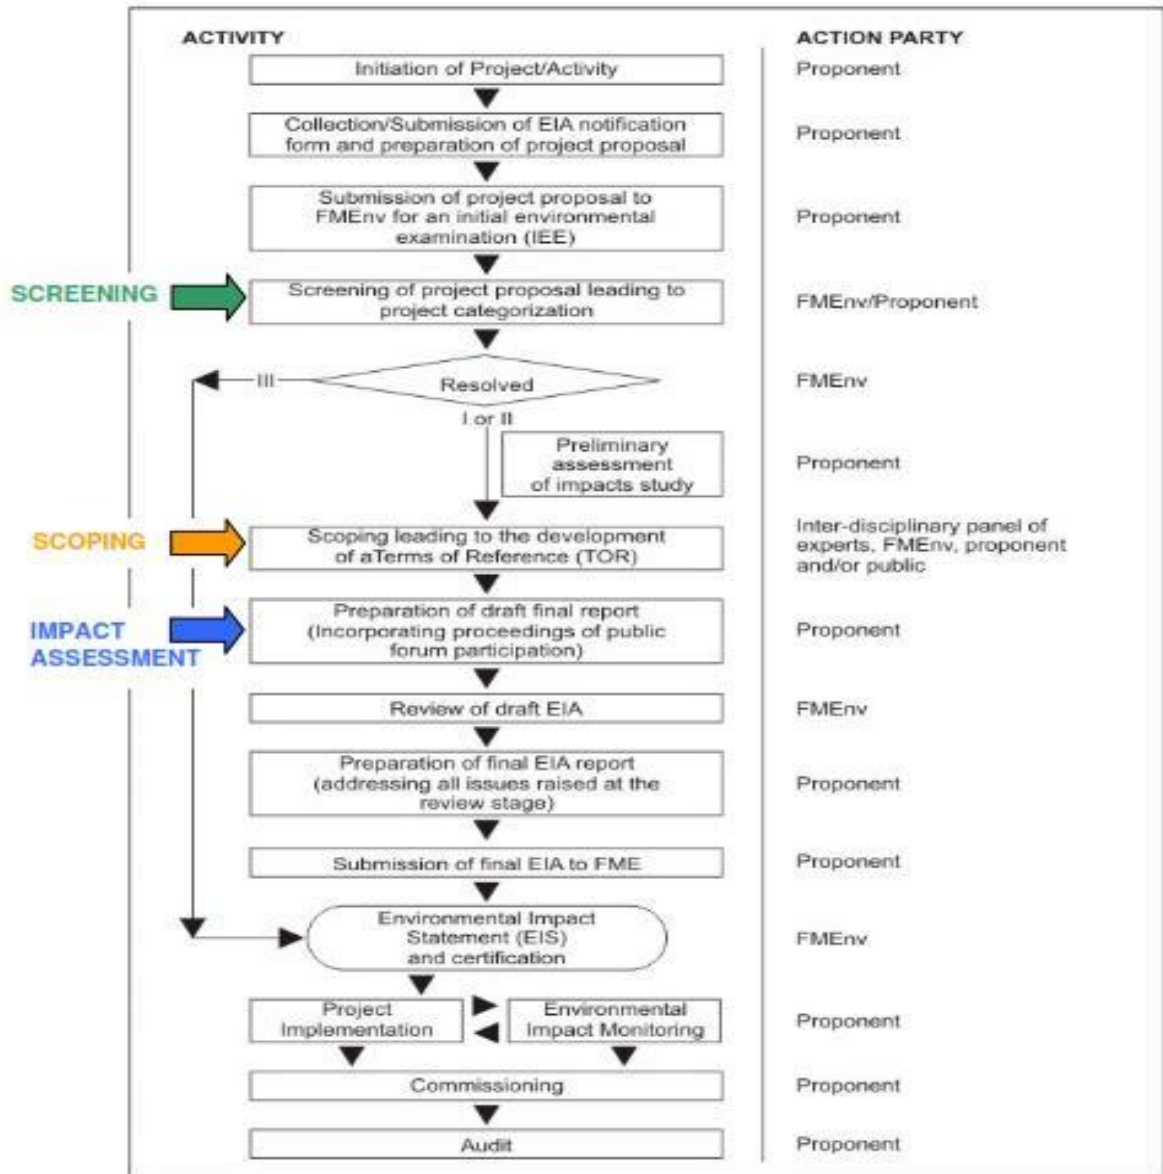 ACTIVITY
ACTION PARTY
Initiation of Project/Activity
Proponent
Collection/Submission of EIA notification
form and preparation of project proposal
Proponent
Submission of project proposal to
FMEnv for an initial environmental
examination (IEE)
Proponent
SCREENING
Screening of project proposal leading to
project categorization
FMEnv/Proponent
III
Resolved
FMEnv
I or II
Preliminary
assessment
of impacts study
Proponent
SCOPING
Scoping leading to the development
of aTerms of Reference (TOR)
Inter-disciplinary panel of
experts, FMEnv, proponent
and/or public
IMPACT
ASSESSMENT
Preparation of draft final report
(Incorporating proceedings of public
forum participation)
Proponent
Review of draft EIA
FMEnv
Preparation of final EIA report
(addressing all issues raised at the
review stage)
Proponent
Submission of final EIA to FME
Proponent
Environmental Impact
Statement (EIS)
and certification
FMEnv
Project
Implementation
Environmental
Impact Monitoring
Proponent
Commissioning
Proponent
Audit
Proponent